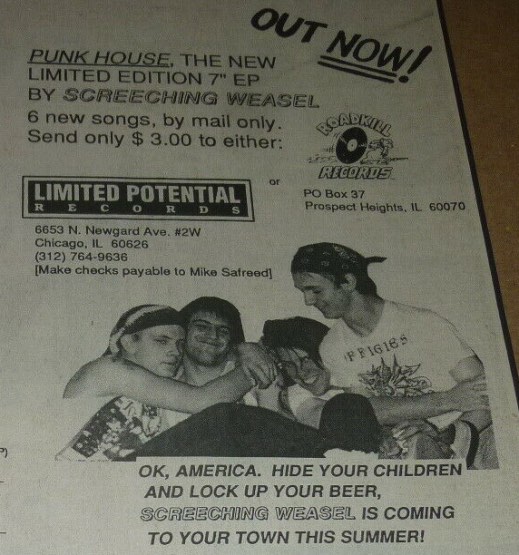 OUT NOW!
PUNK HOUSE, THE NEW
LIMITED EDITION 7" EP
BY SCREECHING WEASEL
6 new songs, by mail only.
Send only $ 3.00 to either:
ROADKILL
RECORDS
LIMITED POTENTIAL
RECORDS
or
PO Box 37
Prospect Heights, IL 60070
6653 N. Newgard Ave. #2W
Chicago, IL 60626
(312) 764-9636
[Make checks payable to Mike Safreed]
OK, AMERICA. HIDE YOUR CHILDREN
AND LOCK UP YOUR BEER,
SCREECHING WEASEL IS COMING
TO YOUR TOWN THIS SUMMER!